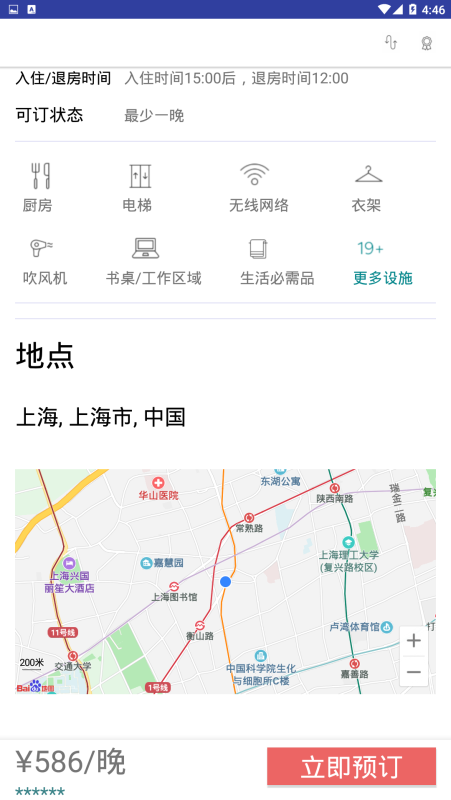 A 4:46
入住/退房时间 入住时间15:00后，退房时间12:00
可订状态 最少一晚
厨房 电梯 无线网络 衣架
19+
吹风机 书桌/工作区域 生活必需品 更多设施
地点
上海, 上海市, 中国
东湖公寓
华山医院
陕西南路
瑞金二路
复兴
常熟路
上海理工大学
(复兴路校区)
嘉慧园
上海兴国
丽笙大酒店
上海图书馆
11号线
衡山路
卢湾体育馆
打
200米
交通大学
中国科学院生化
与细胞所C楼
嘉善路
Bai 地图
1号线
¥586/晚
立即预订
******